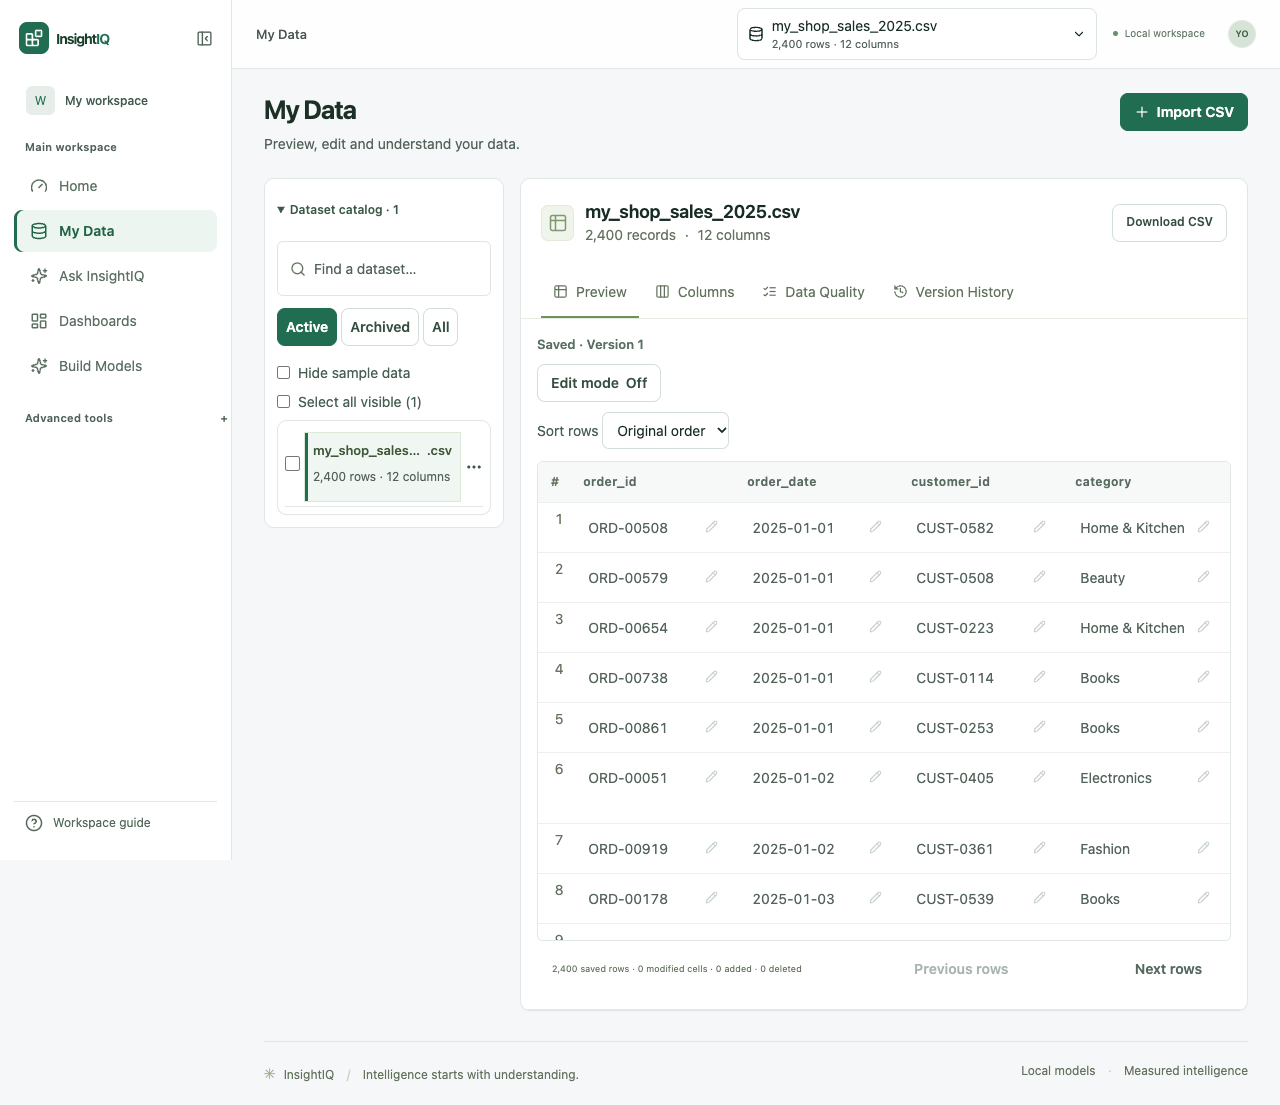 InsightIQ
My Data
my_shop_sales_2025.csv
2,400 rows · 12 columns
Local workspace
YO
W
My workspace
Main workspace
Home
My Data
Ask InsightIQ
Dashboards
Build Models
Advanced tools
+
Workspace guide
My Data
Preview, edit and understand your data.
+ Import CSV
▼ Dataset catalog · 1
Find a dataset...
Active
Archived
All
Hide sample data
Select all visible (1)
my_shop_sales... .csv
2,400 rows · 12 columns
my_shop_sales_2025.csv
2,400 records · 12 columns
Download CSV
Preview
Columns
Data Quality
Version History
Saved · Version 1
Edit mode Off
Sort rows Original order
# order_id order_date customer_id category
1 ORD-00508 2025-01-01 CUST-0582 Home & Kitchen
2 ORD-00579 2025-01-01 CUST-0508 Beauty
3 ORD-00654 2025-01-01 CUST-0223 Home & Kitchen
4 ORD-00738 2025-01-01 CUST-0114 Books
5 ORD-00861 2025-01-01 CUST-0253 Books
6 ORD-00051 2025-01-02 CUST-0405 Electronics
7 ORD-00919 2025-01-02 CUST-0361 Fashion
8 ORD-00178 2025-01-03 CUST-0539 Books
9
2,400 saved rows · 0 modified cells · 0 added · 0 deleted
Previous rows
Next rows
InsightIQ / Intelligence starts with understanding.
Local models · Measured intelligence